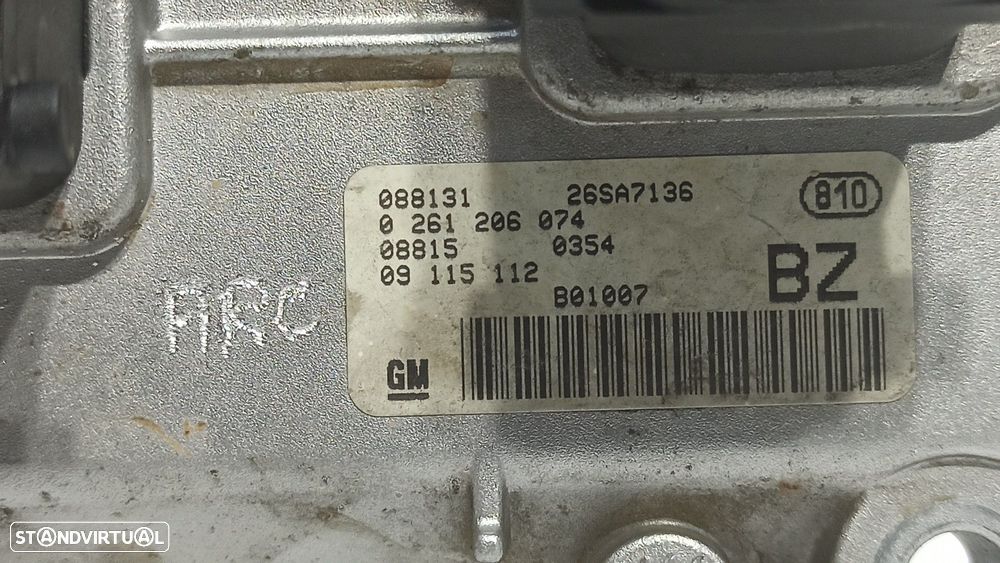 088131 26SA7136 810
0 261 206 074
08815 0354
09 115 112 BZ
B01007
ARC
GM
STANDVIRTUAL